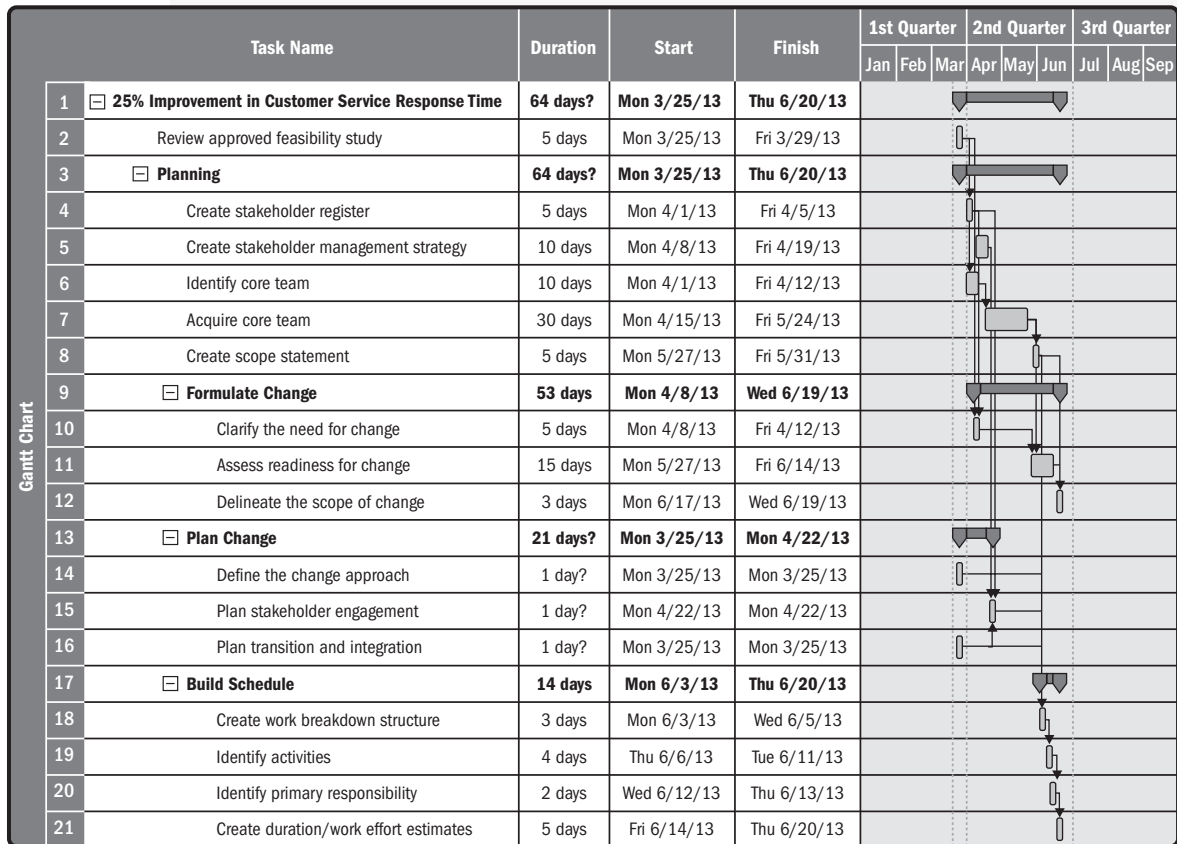 Task Name Duration Start Finish 1st Quarter 2nd Quarter 3rd Quarter
Jan Feb Mar Apr May Jun Jul Aug Sep
Gantt Chart
1 25% Improvement in Customer Service Response Time 64 days? Mon 3/25/13 Thu 6/20/13
2 Review approved feasibility study 5 days Mon 3/25/13 Fri 3/29/13
3 Planning 64 days? Mon 3/25/13 Thu 6/20/13
4 Create stakeholder register 5 days Mon 4/1/13 Fri 4/5/13
5 Create stakeholder management strategy 10 days Mon 4/8/13 Fri 4/19/13
6 Identify core team 10 days Mon 4/1/13 Fri 4/12/13
7 Acquire core team 30 days Mon 4/15/13 Fri 5/24/13
8 Create scope statement 5 days Mon 5/27/13 Fri 5/31/13
9 Formulate Change 53 days Mon 4/8/13 Wed 6/19/13
10 Clarify the need for change 5 days Mon 4/8/13 Fri 4/12/13
11 Assess readiness for change 15 days Mon 5/27/13 Fri 6/14/13
12 Delineate the scope of change 3 days Mon 6/17/13 Wed 6/19/13
13 Plan Change 21 days? Mon 3/25/13 Mon 4/22/13
14 Define the change approach 1 day? Mon 3/25/13 Mon 3/25/13
15 Plan stakeholder engagement 1 day? Mon 4/22/13 Mon 4/22/13
16 Plan transition and integration 1 day? Mon 3/25/13 Mon 3/25/13
17 Build Schedule 14 days Mon 6/3/13 Thu 6/20/13
18 Create work breakdown structure 3 days Mon 6/3/13 Wed 6/5/13
19 Identify activities 4 days Thu 6/6/13 Tue 6/11/13
20 Identify primary responsibility 2 days Wed 6/12/13 Thu 6/13/13
21 Create duration/work effort estimates 5 days Fri 6/14/13 Thu 6/20/13